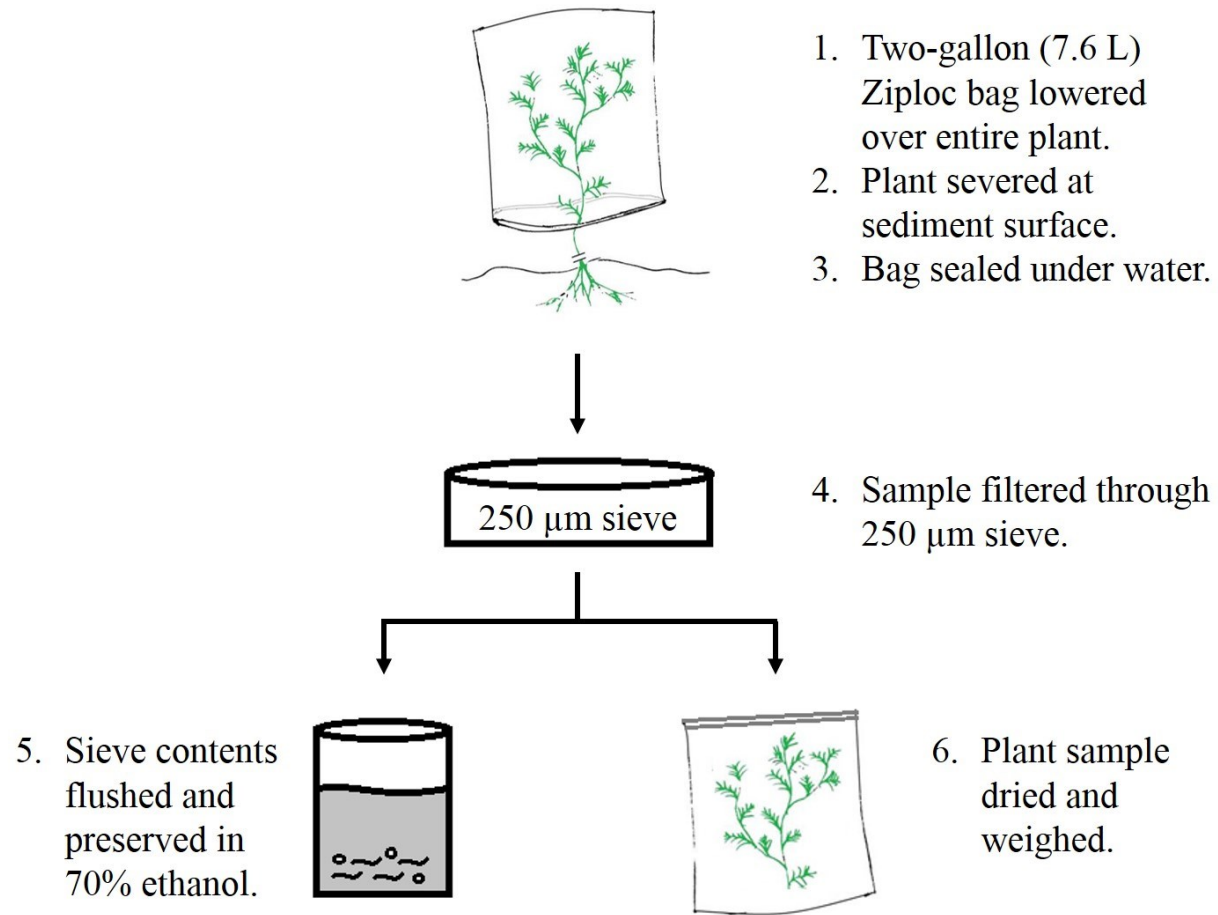 1. Two-gallon (7.6 L)
Ziploc bag lowered
over entire plant.
2. Plant severed at
sediment surface.
3. Bag sealed under water.
250 µm sieve
4. Sample filtered through
250 µm sieve.
5. Sieve contents
flushed and
preserved in
70% ethanol.
6. Plant sample
dried and
weighed.